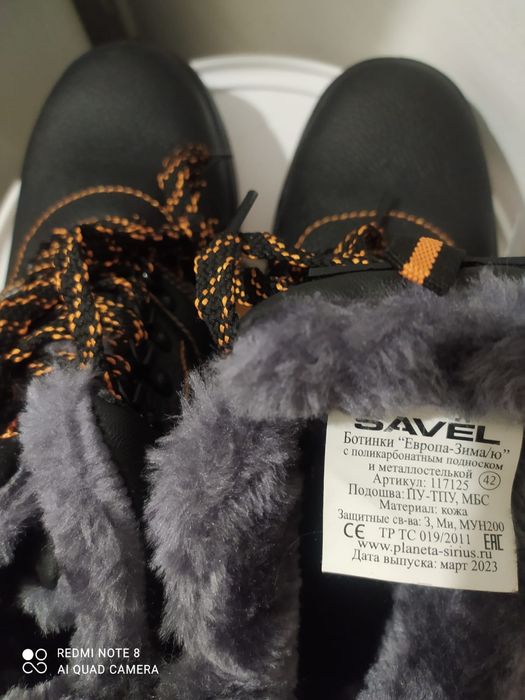 SAVEL
Ботинки "Европа-Зима/ю"
с поликарбонатным подноском
и металлостелькой 42
Артикул: 117125
Подошва: ПУ-ТПУ, МБС
Материал: кожа
Защитные св-ва: З, Ми, МУН200
CE ТР ТС 019/2011 EAC
www.planeta-sirius.ru
Дата выпуска: март 2023
REDMI NOTE 8
AI QUAD CAMERA